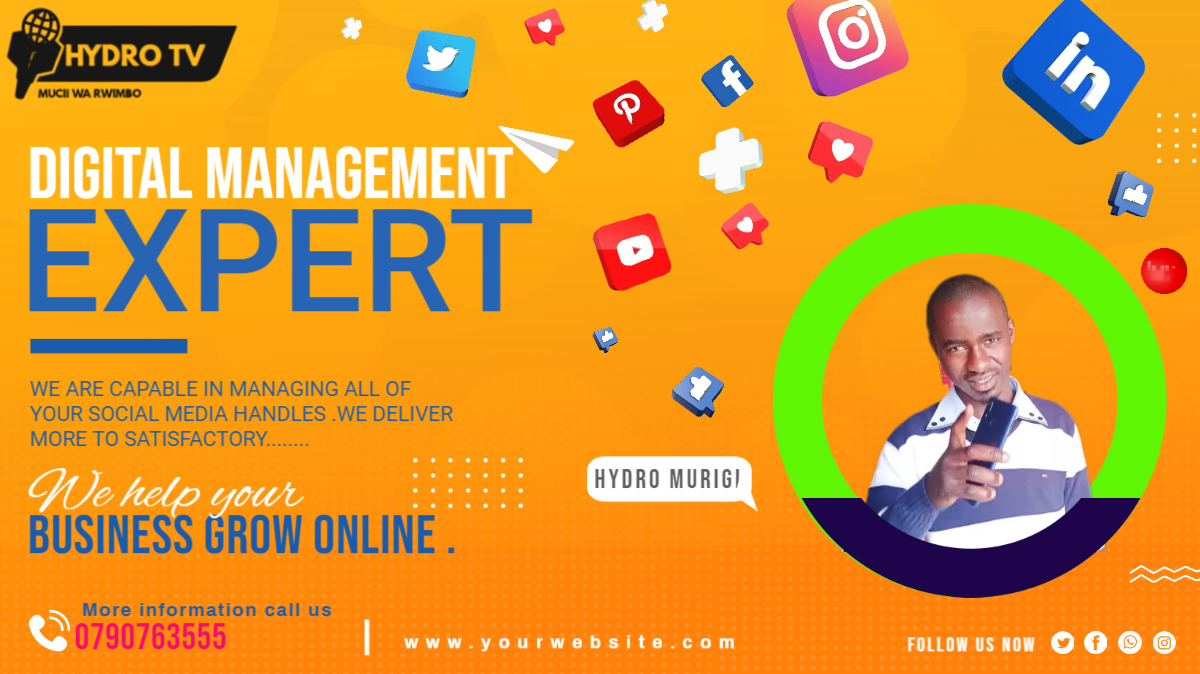 HYDRO TV
MUCII WA RWIMBO
DIGITAL MANAGEMENT
EXPERT
WE ARE CAPABLE IN MANAGING ALL OF
YOUR SOCIAL MEDIA HANDLES .WE DELIVER
MORE TO SATISFACTORY........
We help your
BUSINESS GROW ONLINE .
HYDRO MURIGI
More information call us
0790763555
www.yourwebsite.com
FOLLOW US NOW
in